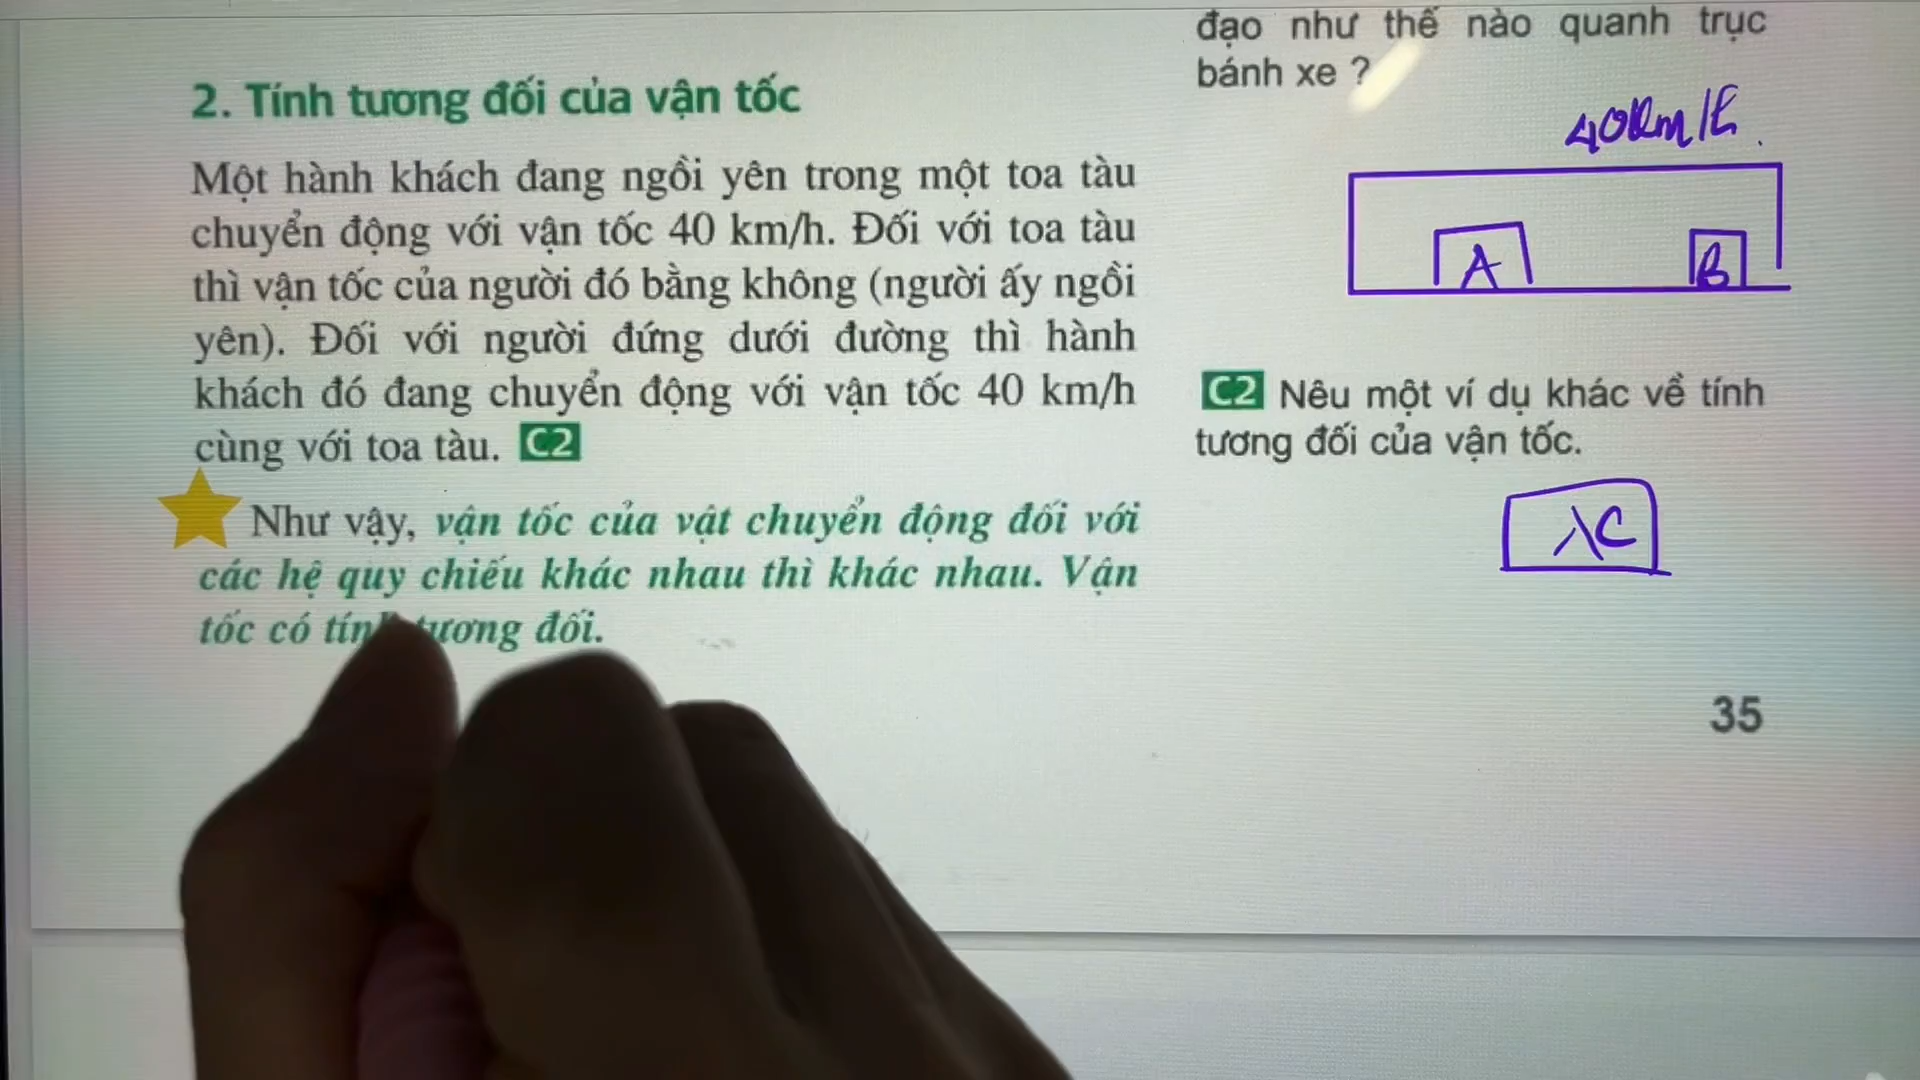 đạo như thế nào quanh trục
bánh xe ?
2. Tính tương đối của vận tốc
Một hành khách đang ngồi yên trong một toa tàu
chuyển động với vận tốc 40 km/h. Đối với toa tàu
thì vận tốc của người đó bằng không (người ấy ngồi
yên). Đối với người đứng dưới đường thì hành
khách đó đang chuyển động với vận tốc 40 km/h
cùng với toa tàu. C2
Như vậy, vận tốc của vật chuyển động đối với
các hệ quy chiếu khác nhau thì khác nhau. Vận
tốc có tính tương đối.
40km/h
A
B
C2 Nêu một ví dụ khác về tính
tương đối của vận tốc.
C
35